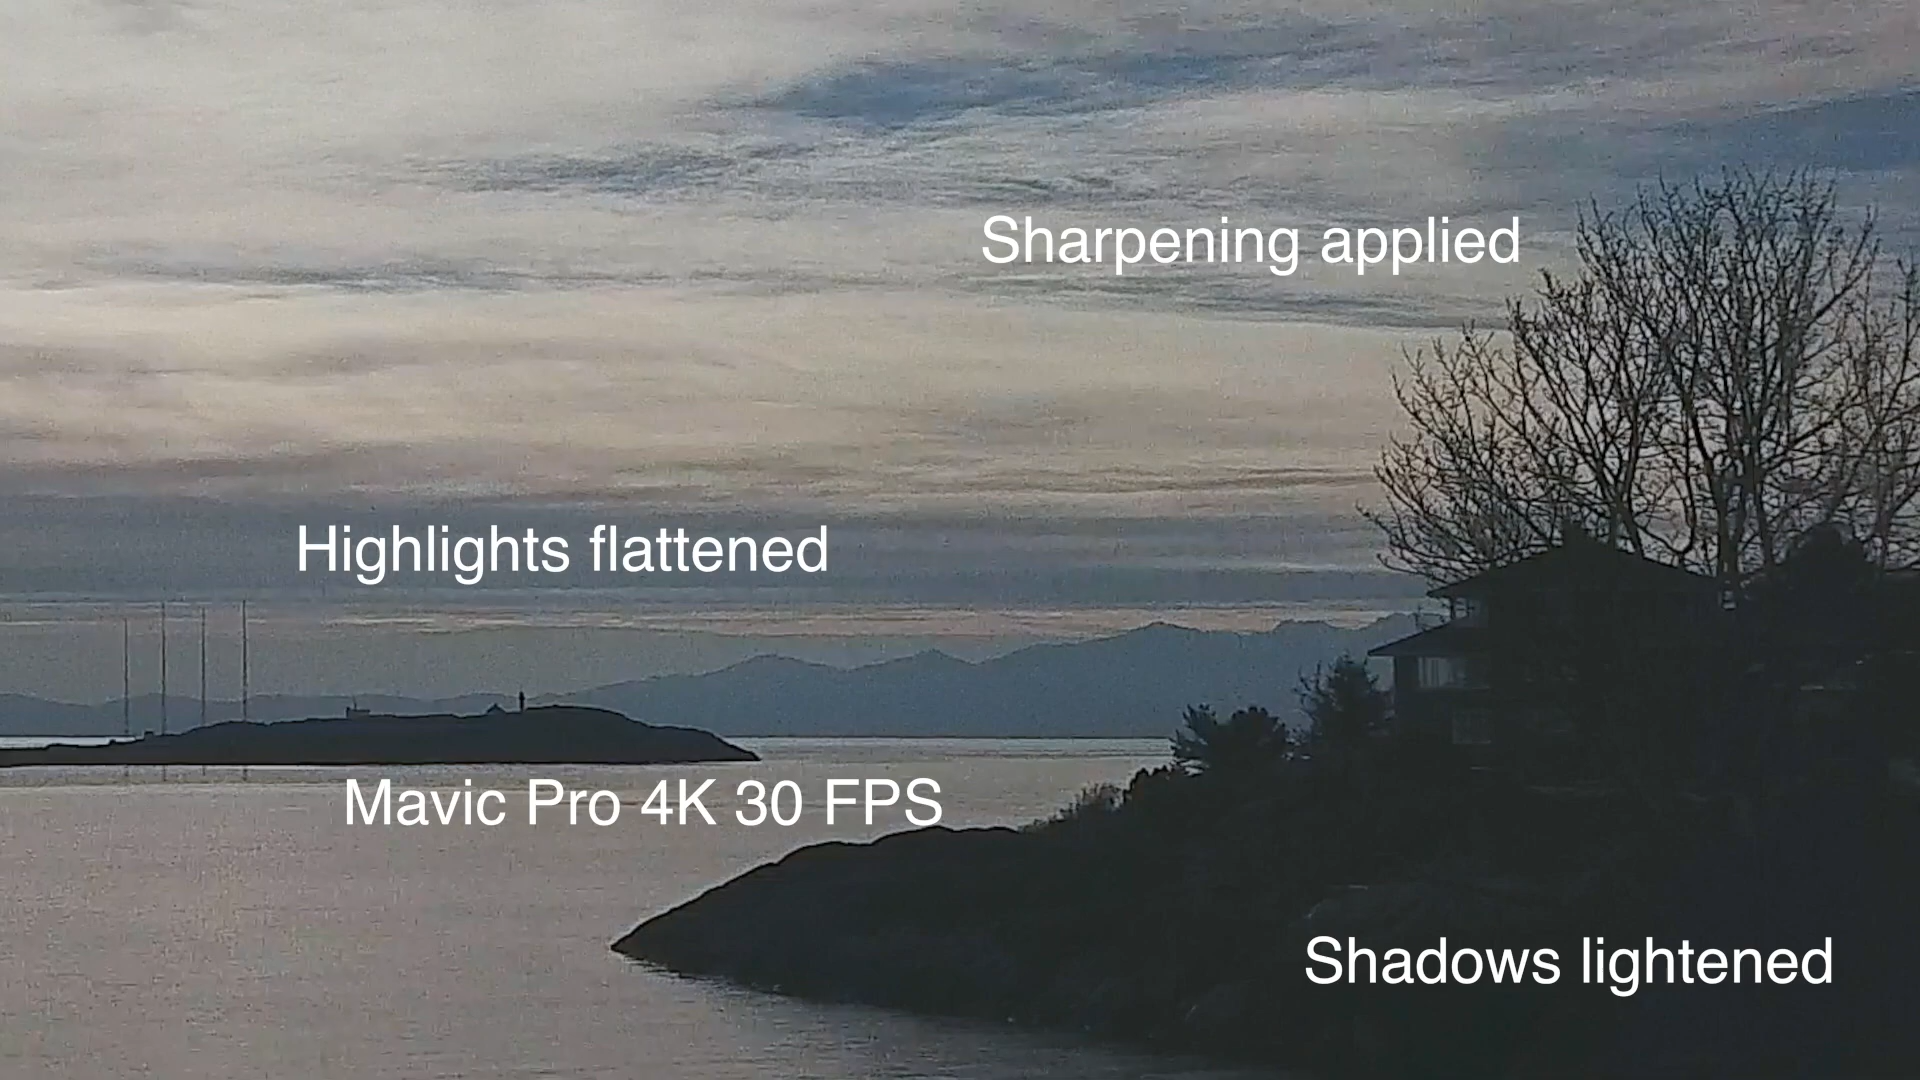 Sharpening applied
Highlights flattened
Mavic Pro 4K 30 FPS
Shadows lightened